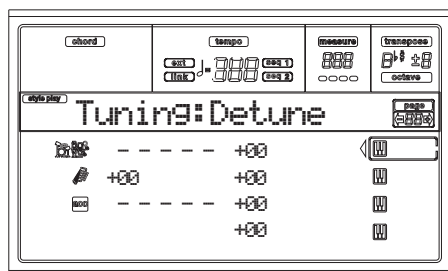 chord tempo measure transpose
ext seq 1
link seq 2
octave
style play
Tuning:Detune
page
- - - - - +00
+00 +00
ACC - - - - - +00
+00